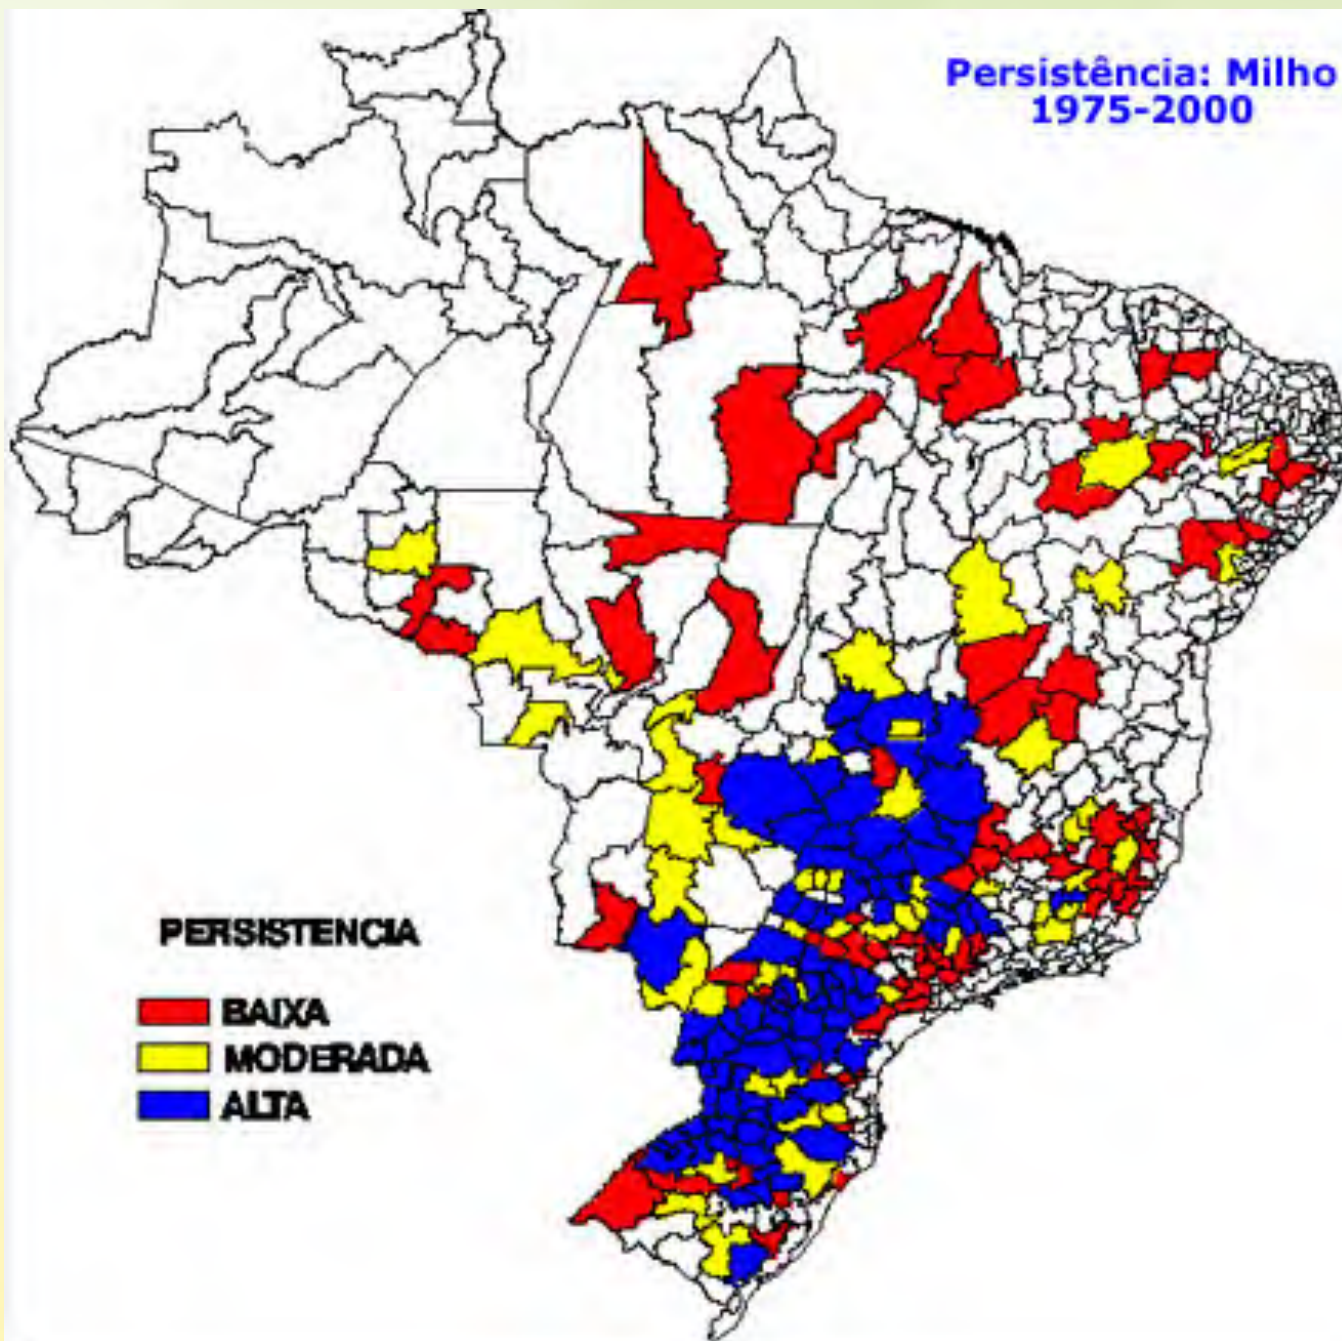 Persistência: Milho
1975-2000
PERSISTENCIA
BAIXA
MODERADA
ALTA